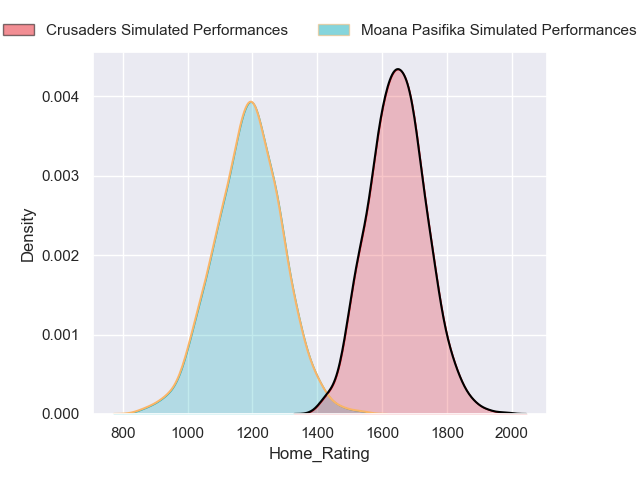 Crusaders Simulated Performances
Moana Pasifika Simulated Performances
0.004
0.003
0.002
0.001
0.000
Density
800 1000 1200 1400 1600 1800 2000
Home_Rating